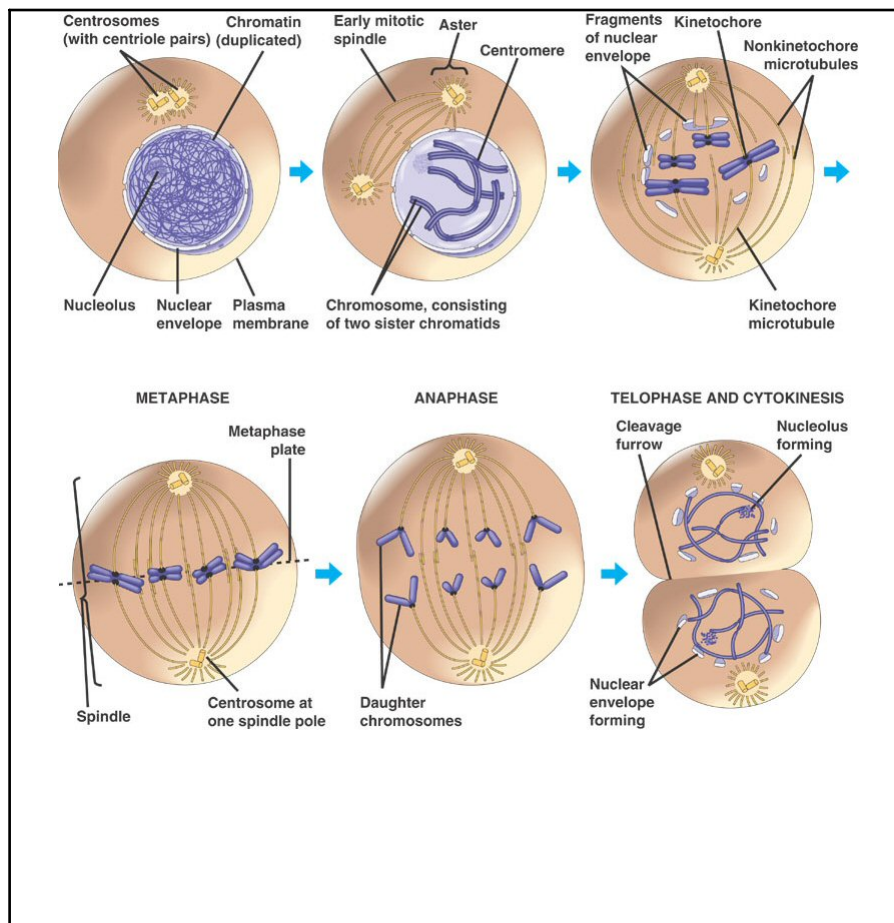 Centrosomes
(with centriole pairs)
Chromatin
(duplicated)
Early mitotic
spindle
Aster
Centromere
Fragments
of nuclear
envelope
Kinetochore
Nonkinetochore
microtubules
Nucleolus
Nuclear
envelope
Plasma
membrane
Chromosome, consisting
of two sister chromatids
Kinetochore
microtubule
METAPHASE
ANAPHASE
TELOPHASE AND CYTOKINESIS
Metaphase
plate
Cleavage
furrow
Nucleolus
forming
Spindle
Centrosome at
one spindle pole
Daughter
chromosomes
Nuclear
envelope
forming